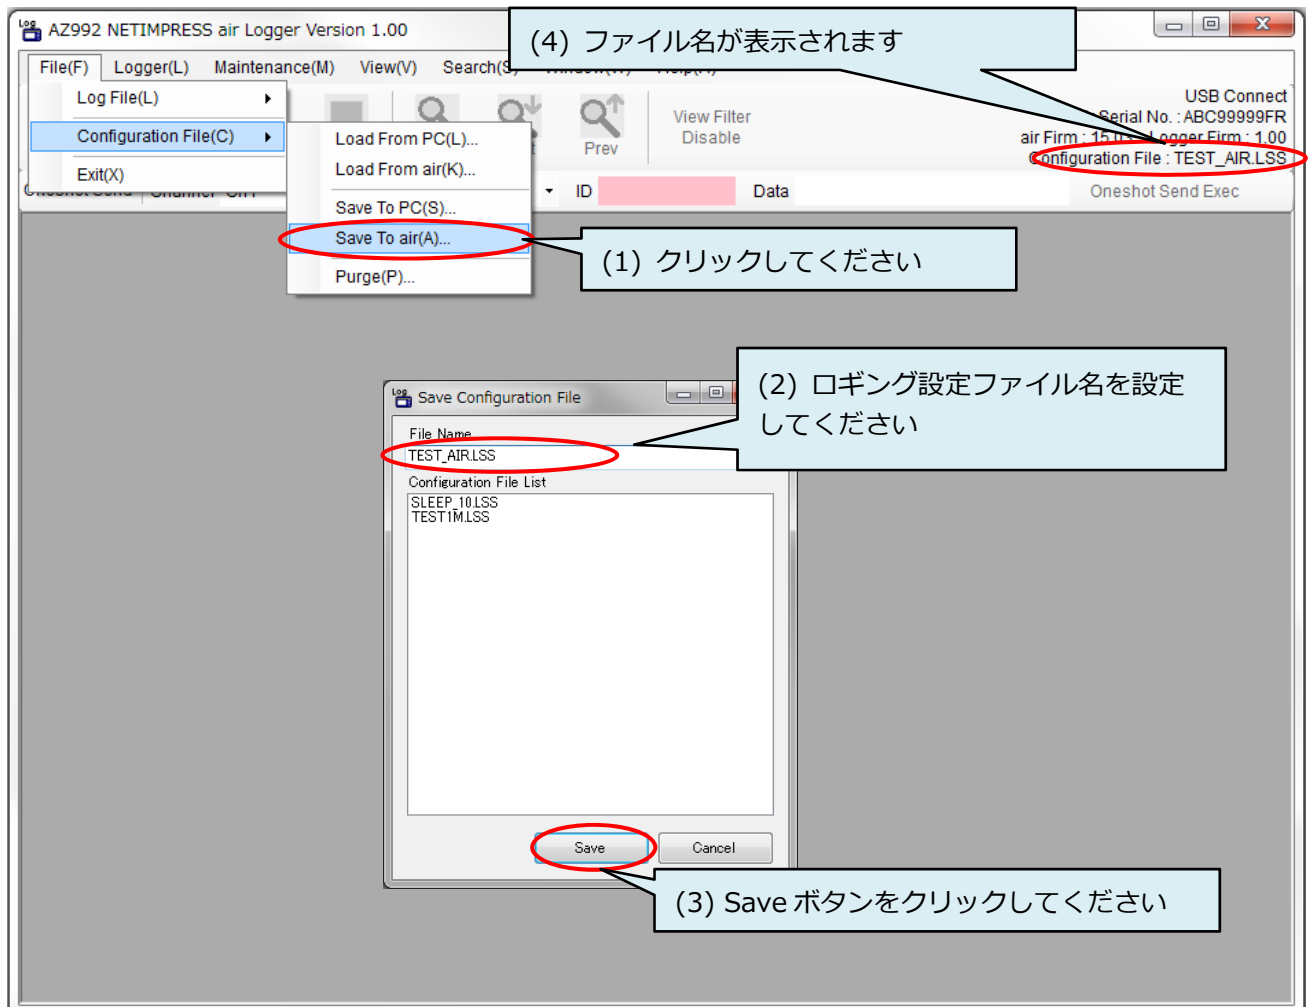 AZ992 NETIMPRESS air Logger Version 1.00
(4) ファイル名が表示されます
File(F) Logger(L) Maintenance(M) View(V) Search(S)
Log File(L)
Configuration File(C)
Exit(X)
Load From PC(L)...
Load From air(K)...
Save To PC(S)...
Save To air(A)...
Purge(P)...
Prev
View Filter
Disable
USB Connect
Serial No. : ABC99999FR
air Firm : 15.03 Logger Firm : 1.00
Configuration File : TEST_AIR.LSS
ID
Data
Oneshot Send Exec
(1) クリックしてください
(2) ロギング設定ファイル名を設定
してください
Save Configuration File
File Name
TEST_AIR.LSS
Configuration File List
SLEEP_10.LSS
TEST1M.LSS
Save
Cancel
(3) Save ボタンをクリックしてください